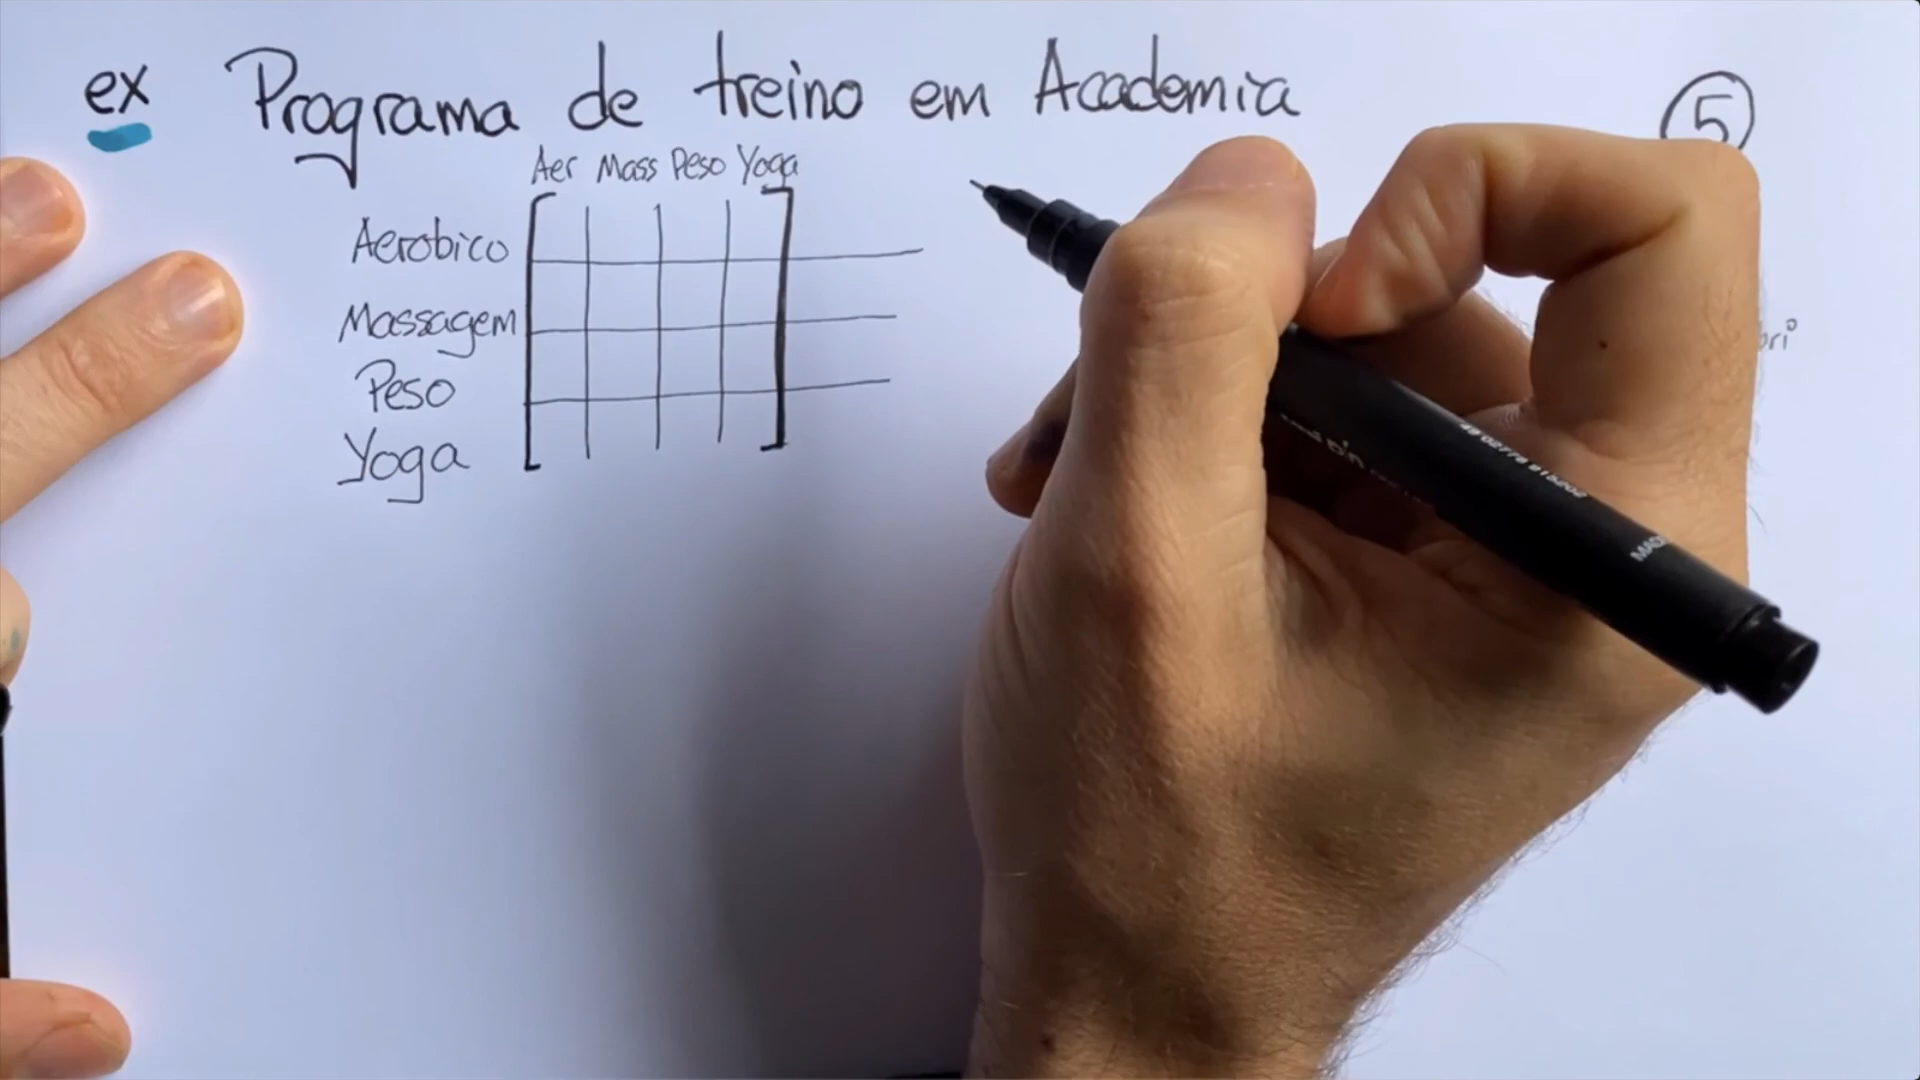 ex Programa de treino em Academia
5
Aer Mass Peso Yoga
Aerobico
Massagem
Peso
Yoga